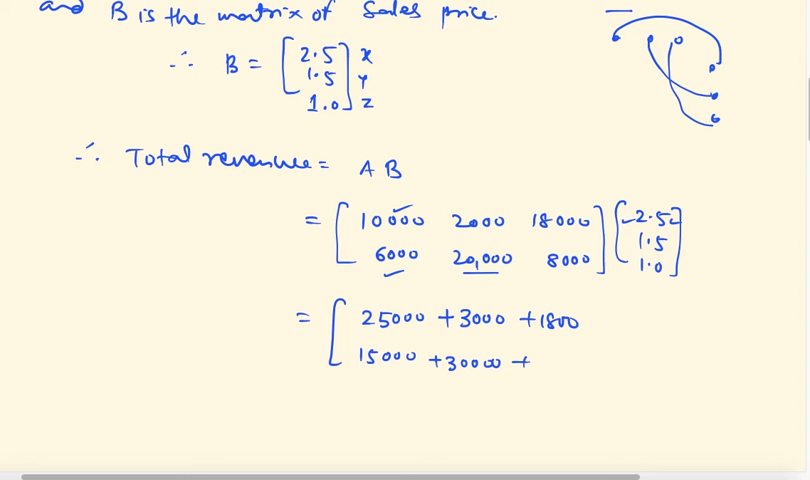 and B is the matrix of Sales price.
∴ B = [2.5] X
1.5 Y
1.0 Z
∴ Total revenue = AB
= [10000 2000 18000] [2.5]
6000 20,000 8000 1.5
1.0
= [25000 + 3000 + 1800
15000 + 30000 +